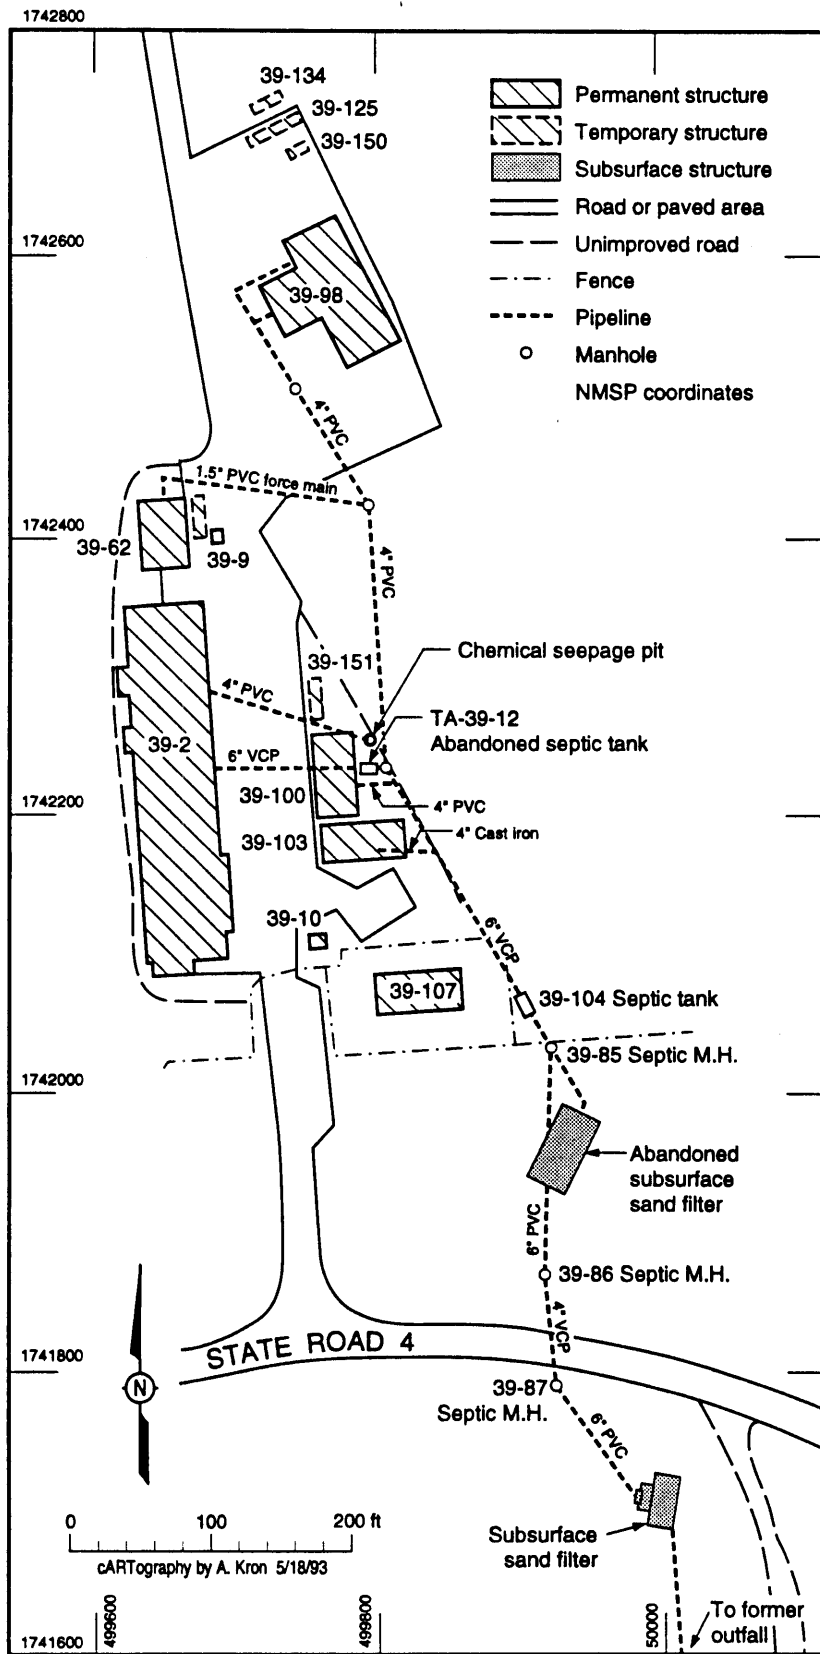 1742800
39-134
39-125
39-150
Permanent structure
Temporary structure
Subsurface structure
Road or paved area
Unimproved road
Fence
Pipeline
Manhole
NMSP coordinates
1742600
39-98
4" PVC
1.5" PVC force main
1742400
39-62
39-9
4" PVC
39-151
Chemical seepage pit
4" PVC
TA-39-12
Abandoned septic tank
39-2
6" VCP
39-100
4" PVC
1742200
39-103
4" Cast iron
39-10
6" VCP
39-107
39-104 Septic tank
39-85 Septic M.H.
1742000
Abandoned
subsurface
sand filter
6" PVC
39-86 Septic M.H.
4" VCP
STATE ROAD 4
1741800
N
39-87
Septic M.H.
6" PVC
0 100 200 ft
cARTography by A. Kron 5/18/93
Subsurface
sand filter
To former
outfall
1741600
499600
499800
50000